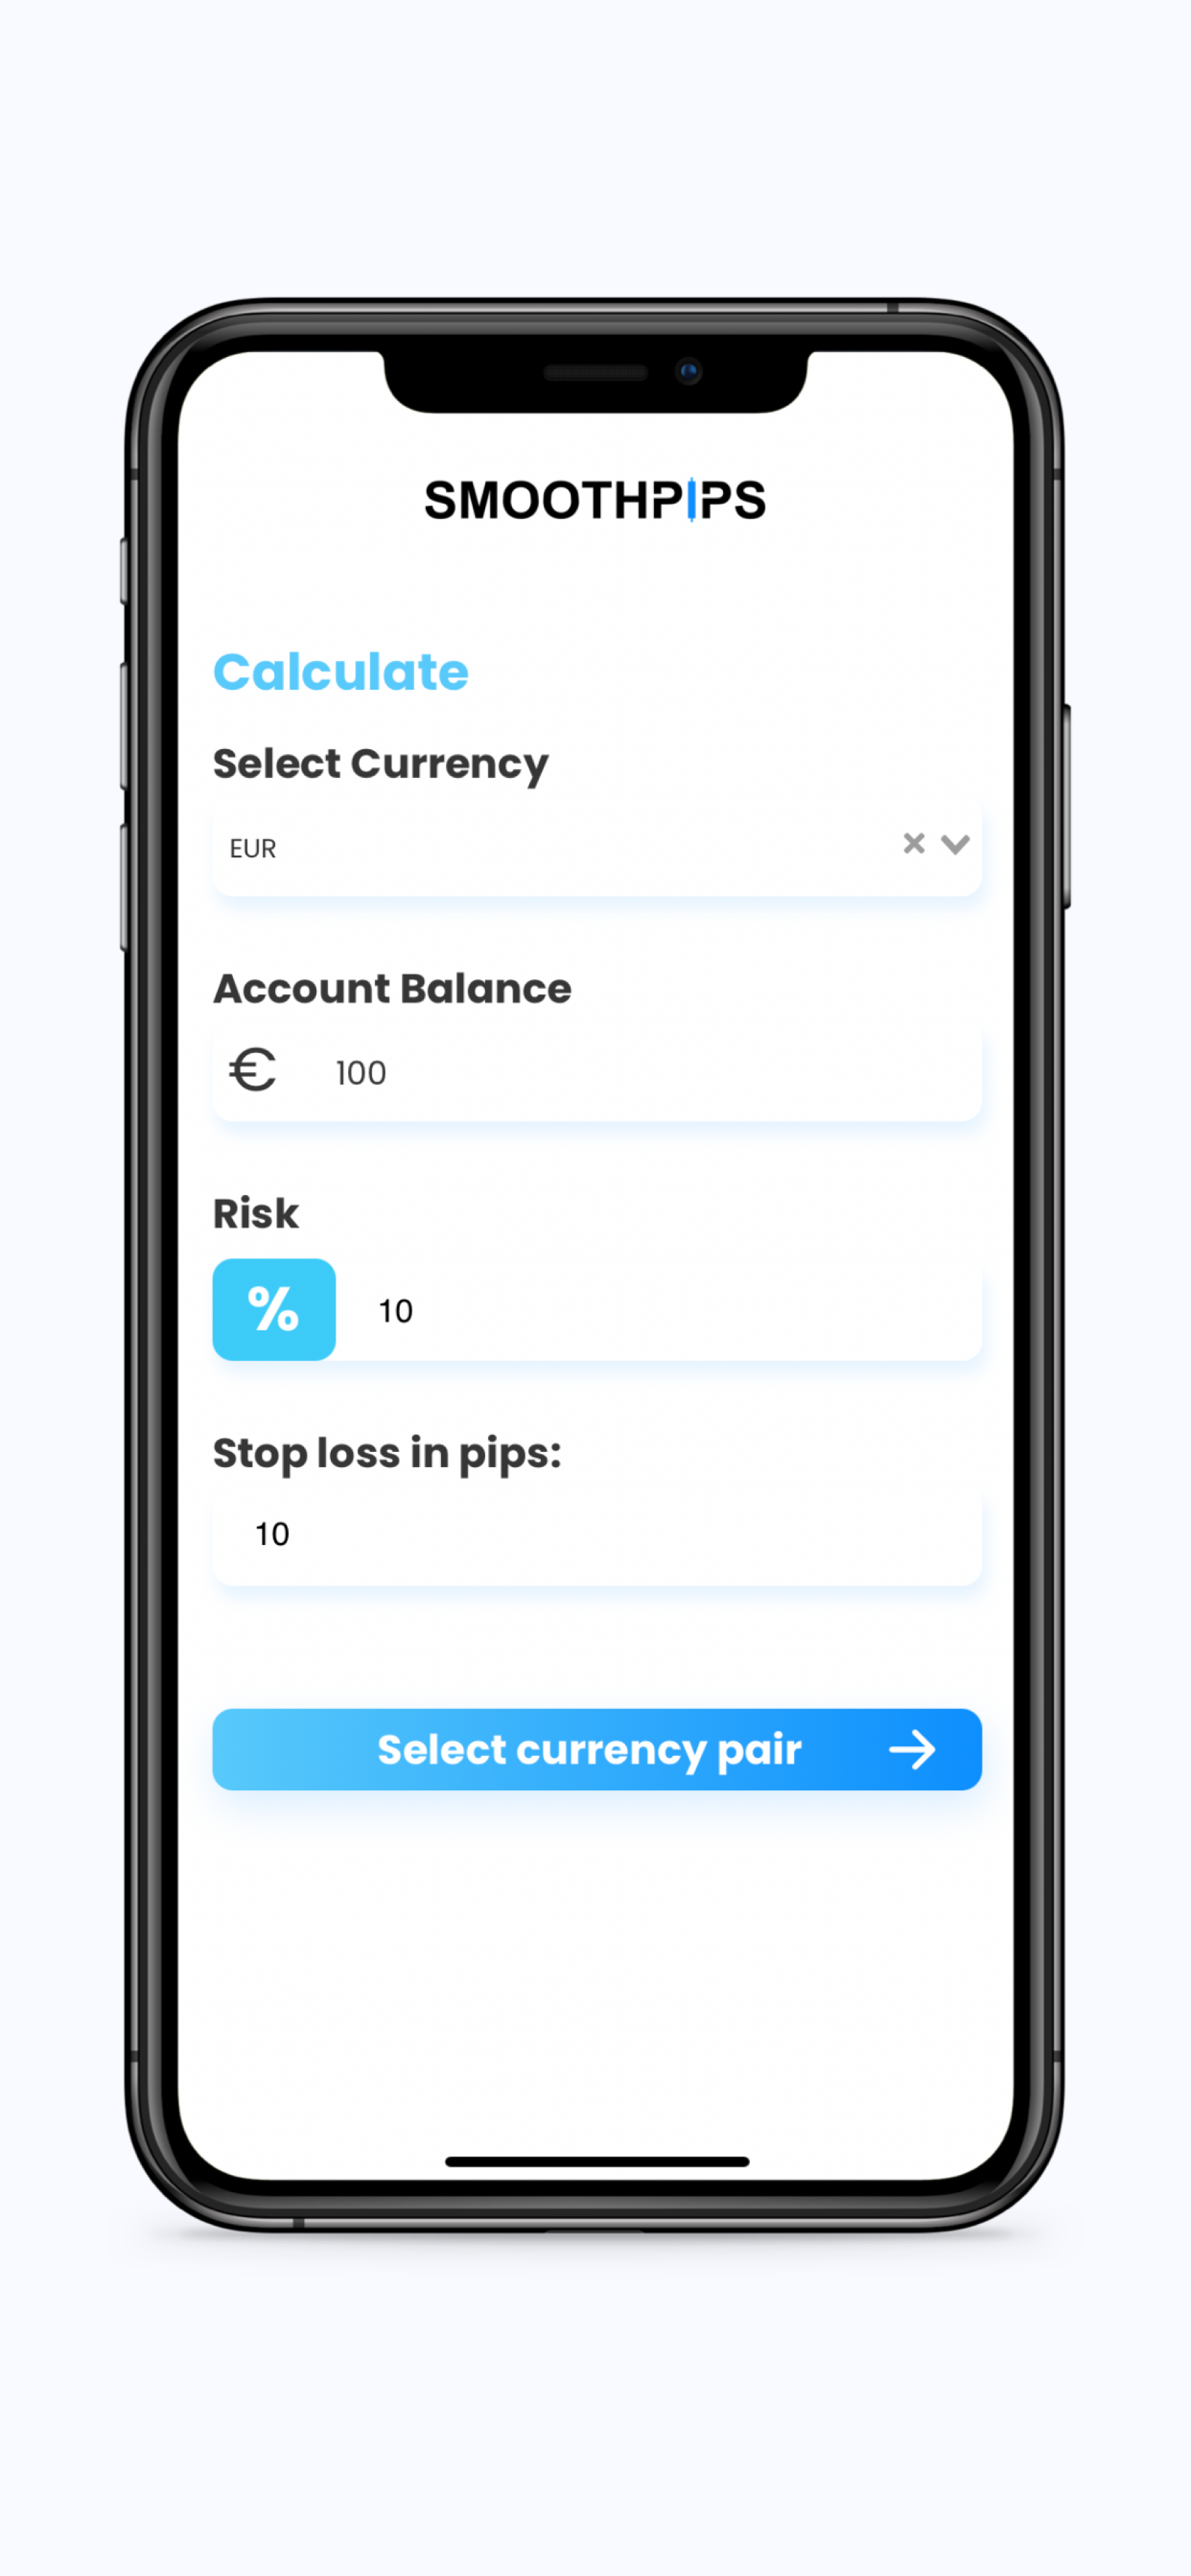 SMOOTHPIPS
Calculate
Select Currency
EUR
Account Balance
€ 100
Risk
% 10
Stop loss in pips:
10
Select currency pair